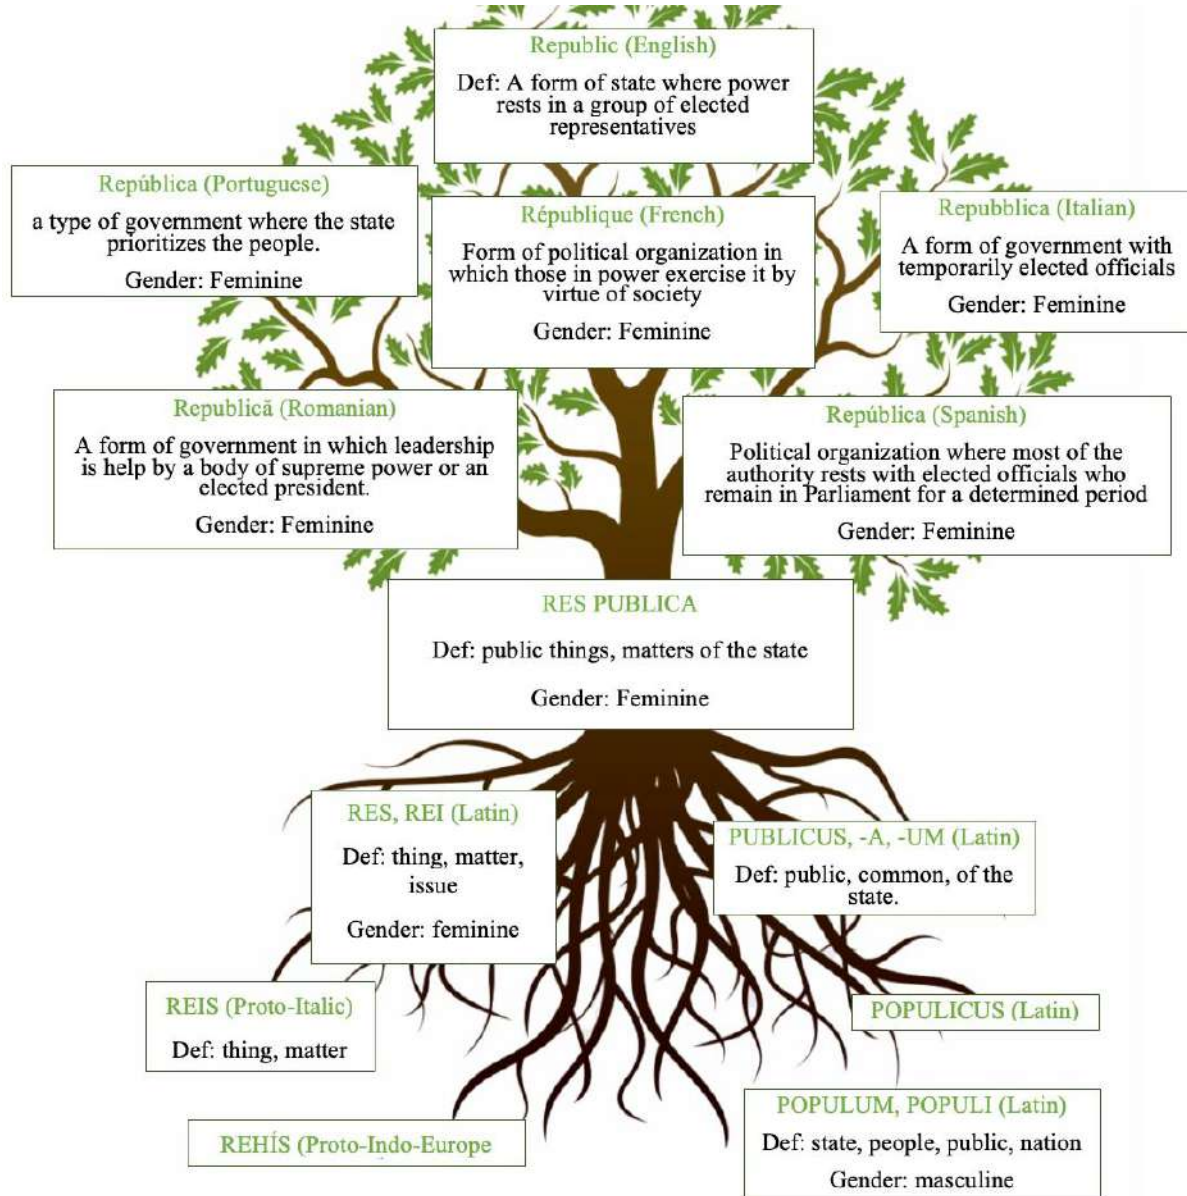 Republic (English)
Def: A form of state where power
rests in a group of elected
representatives
República (Portuguese)
a type of government where the state
prioritizes the people.
Gender: Feminine
République (French)
Form of political organization in
which those in power exercise it by
virtue of society
Gender: Feminine
Repubblica (Italian)
A form of government with
temporarily elected officials
Gender: Feminine
Republică (Romanian)
A form of government in which leadership
is help by a body of supreme power or an
elected president.
Gender: Feminine
República (Spanish)
Political organization where most of the
authority rests with elected officials who
remain in Parliament for a determined period
Gender: Feminine
RES PUBLICA
Def: public things, matters of the state
Gender: Feminine
RES, REI (Latin)
Def: thing, matter,
issue
Gender: feminine
PUBLICUS, -A, -UM (Latin)
Def: public, common, of the
state.
REIS (Proto-Italic)
Def: thing, matter
POPULICUS (Latin)
REHÍS (Proto-Indo-Europe
POPULUM, POPULI (Latin)
Def: state, people, public, nation
Gender: masculine